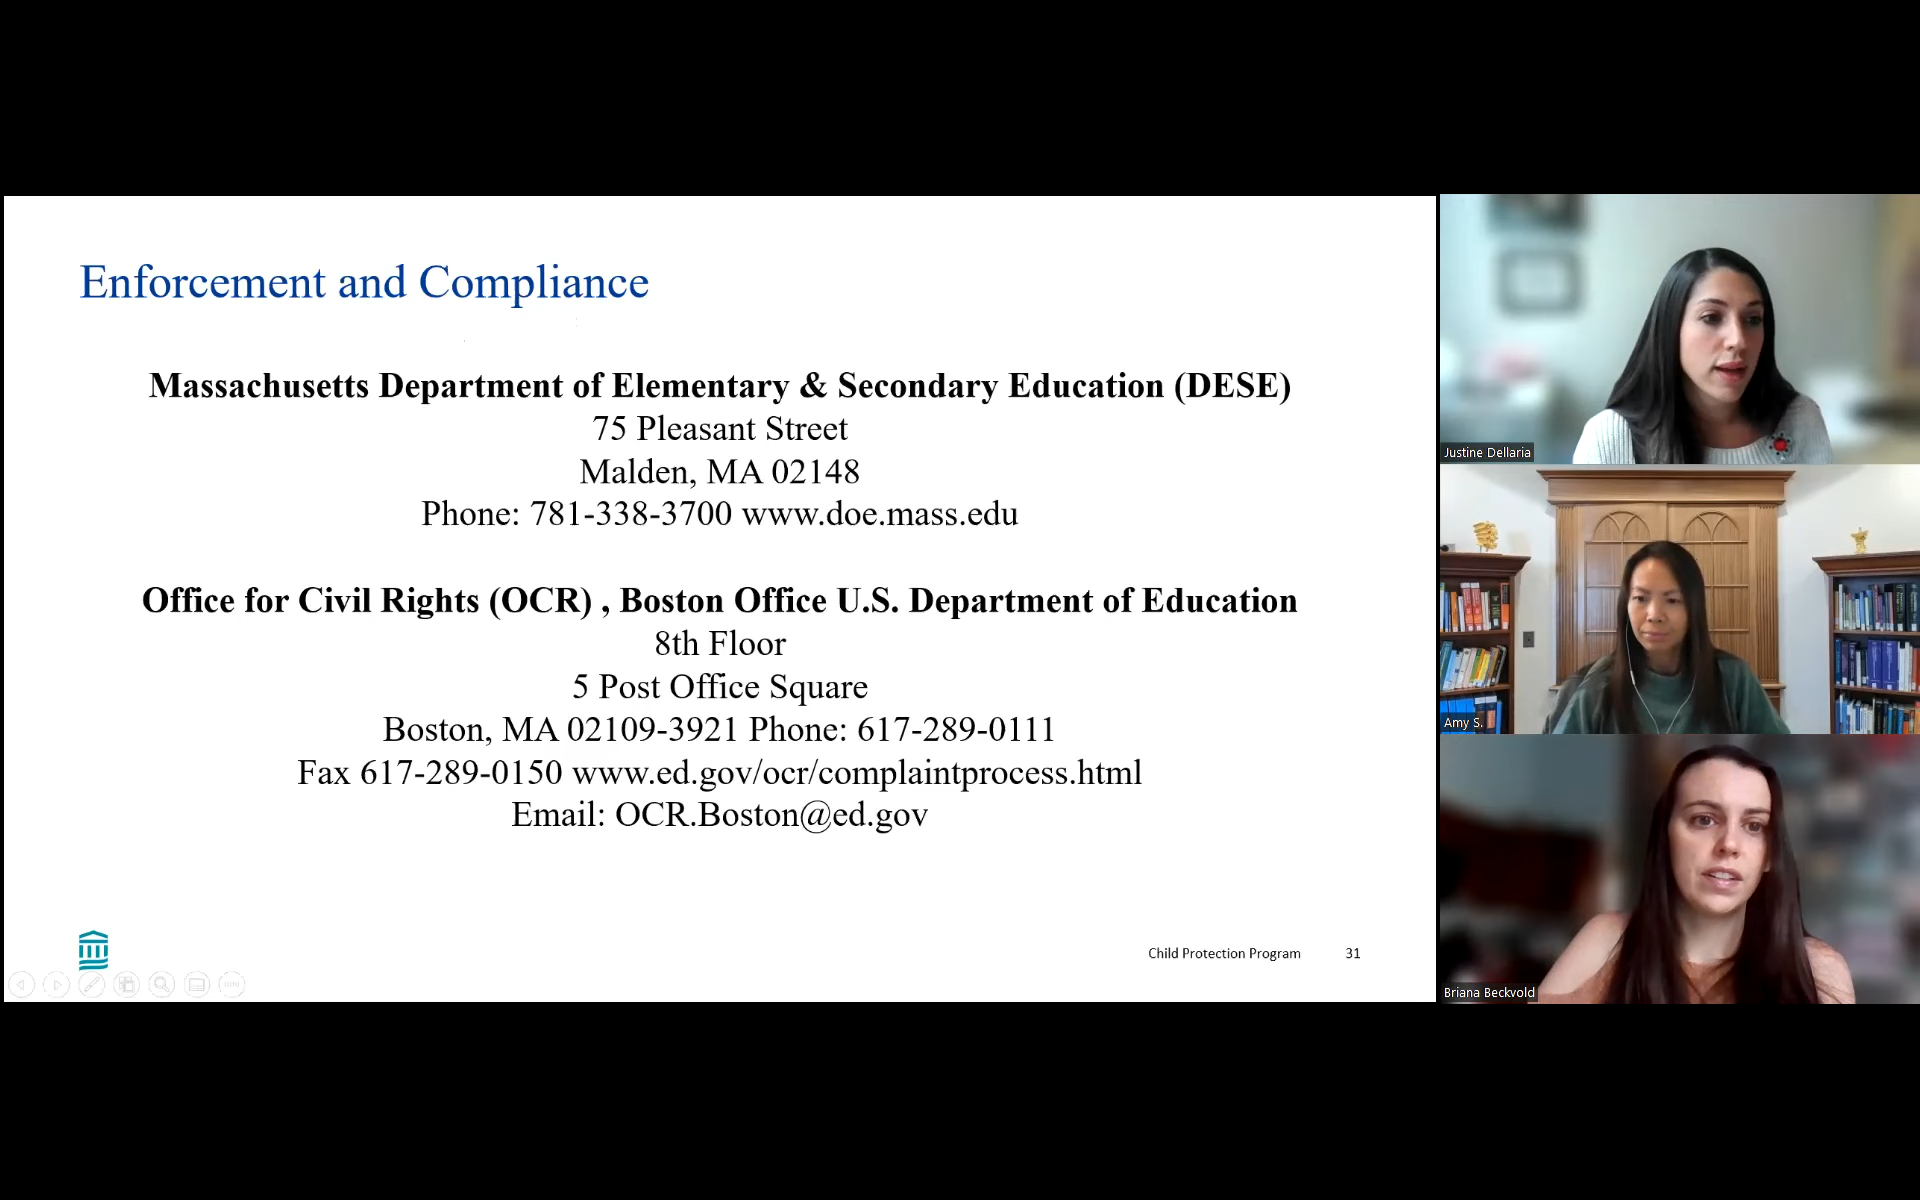 Enforcement and Compliance
Massachusetts Department of Elementary & Secondary Education (DESE)
75 Pleasant Street
Malden, MA 02148
Phone: 781-338-3700 www.doe.mass.edu
Office for Civil Rights (OCR) , Boston Office U.S. Department of Education
8th Floor
5 Post Office Square
Boston, MA 02109-3921 Phone: 617-289-0111
Fax 617-289-0150 www.ed.gov/ocr/complaintprocess.html
Email: OCR.Boston@ed.gov
Child Protection Program 31
Justine Dellaria
Amy S.
Briana Beckvold